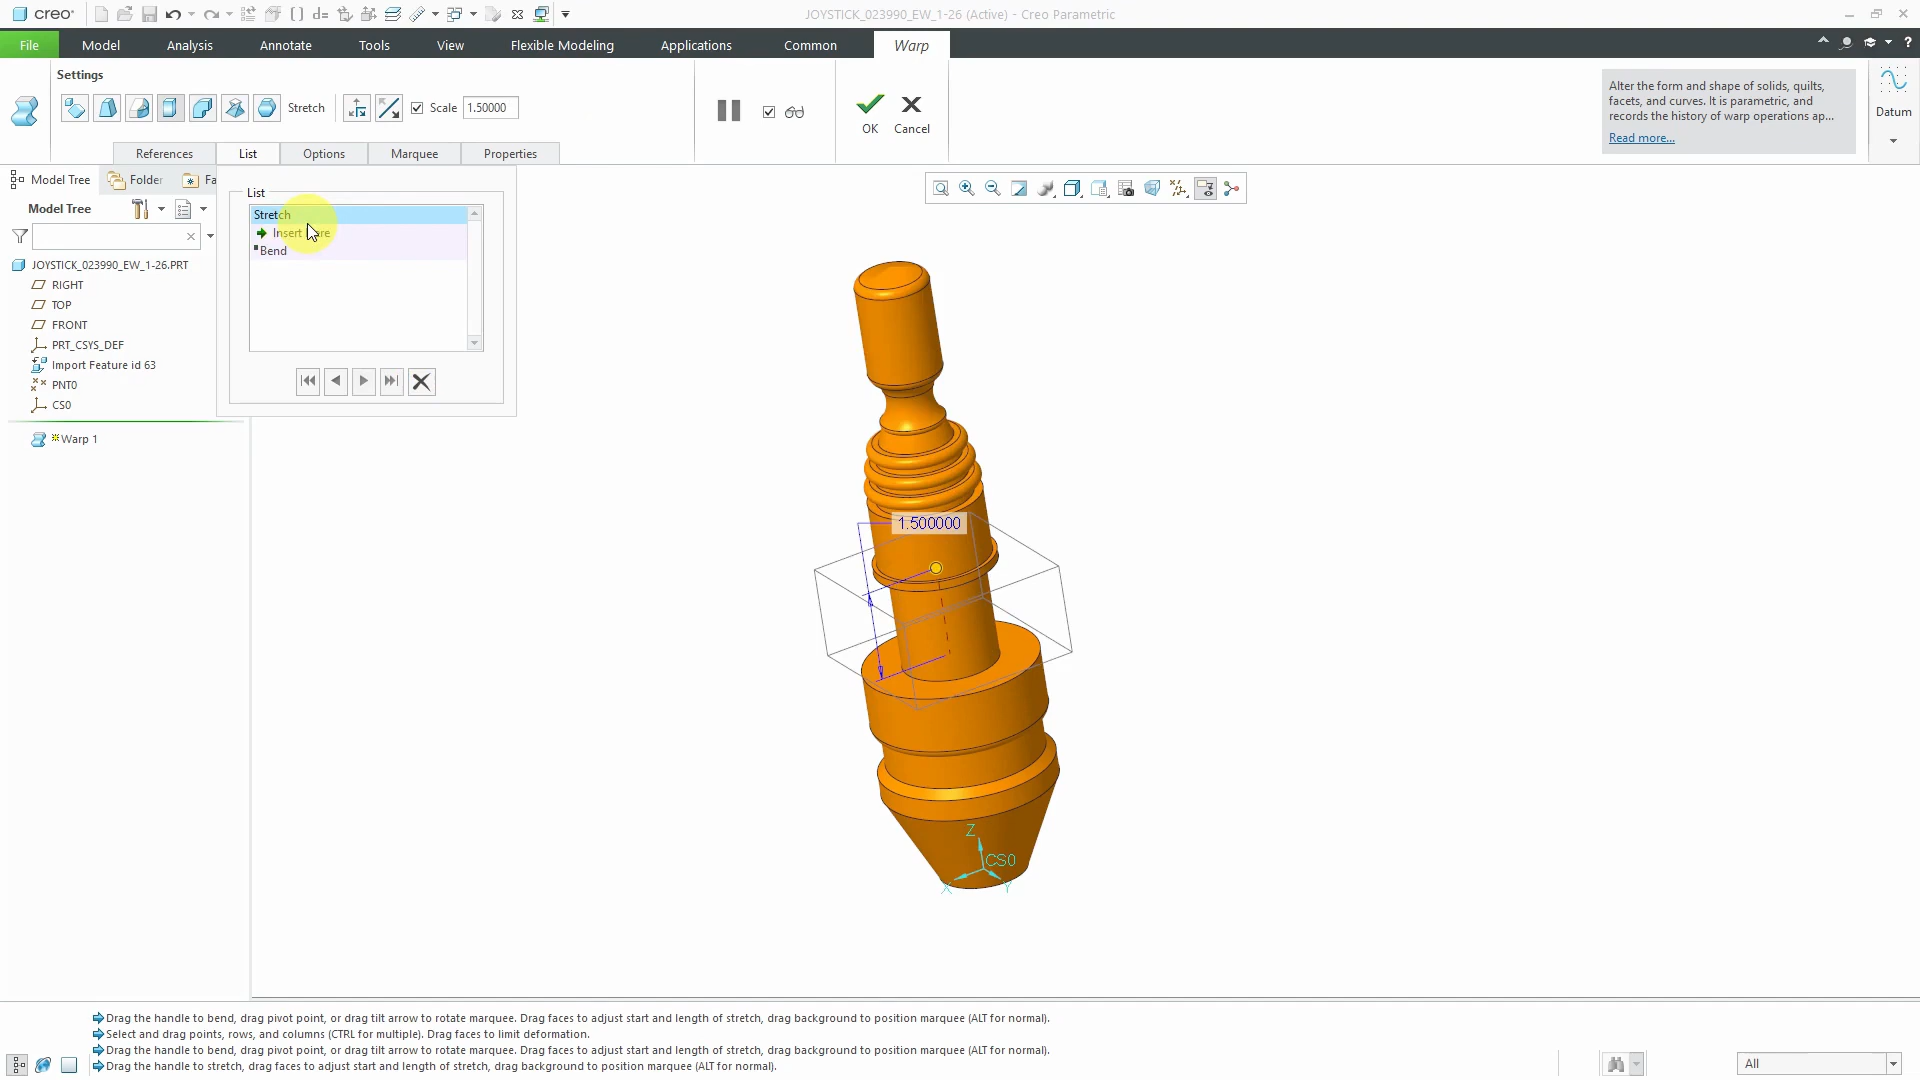 creo
JOYSTICK_023990_EW_1-26 (Active) - Creo Parametric
File
Model
Analysis
Annotate
Tools
View
Flexible Modeling
Applications
Common
Warp
Settings
Stretch
Scale
1.50000
OK
Cancel
Alter the form and shape of solids, quilts,
facets, and curves. It is parametric, and
records the history of warp operations ap...
Read more...
Datum
References
List
Options
Marquee
Properties
Model Tree
Folder
Fa
List
Stretch
Insert
Bend
Model Tree
JOYSTICK_023990_EW_1-26.PRT
RIGHT
TOP
FRONT
PRT_CSYS_DEF
Import Feature id 63
PNT0
CS0
Warp 1
1.500000
Z
CS0
X
Y
Drag the handle to bend, drag pivot point, or drag tilt arrow to rotate marquee. Drag faces to adjust start and length of stretch, drag background to position marquee (ALT for normal).
Select and drag points, rows, and columns (CTRL for multiple). Drag faces to limit deformation.
Drag the handle to bend, drag pivot point, or drag tilt arrow to rotate marquee. Drag faces to adjust start and length of stretch, drag background to position marquee (ALT for normal).
Drag the handle to stretch, drag faces to adjust start and length of stretch, drag background to position marquee (ALT for normal).
All